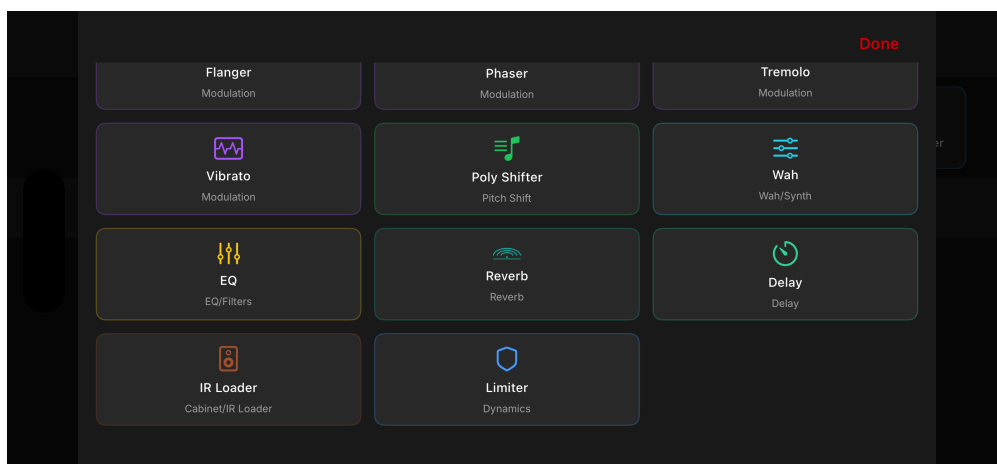 Done
Flanger
Modulation
Phaser
Modulation
Tremolo
Modulation
Vibrato
Modulation
Poly Shifter
Pitch Shift
Wah
Wah/Synth
EQ
EQ/Filters
Reverb
Reverb
Delay
Delay
IR Loader
Cabinet/IR Loader
Limiter
Dynamics